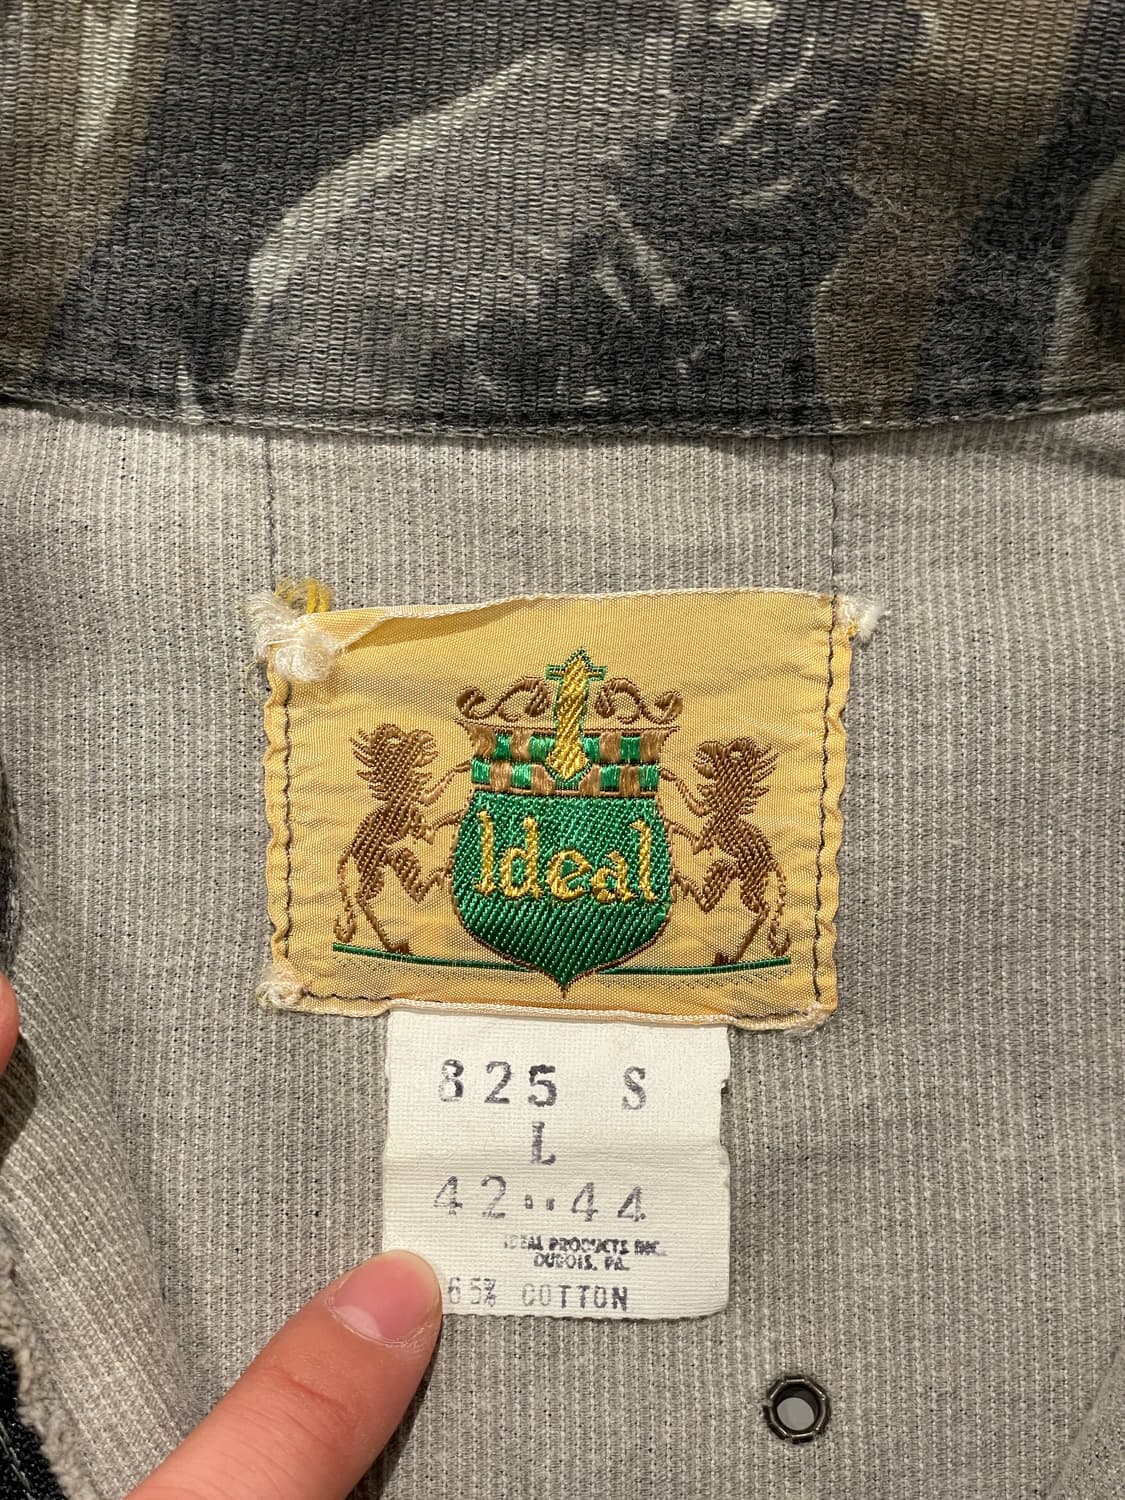 Ideal
825 S
L
42..44
IDEAL PRODUCTS INC.
DUBOIS, PA.
65% COTTON